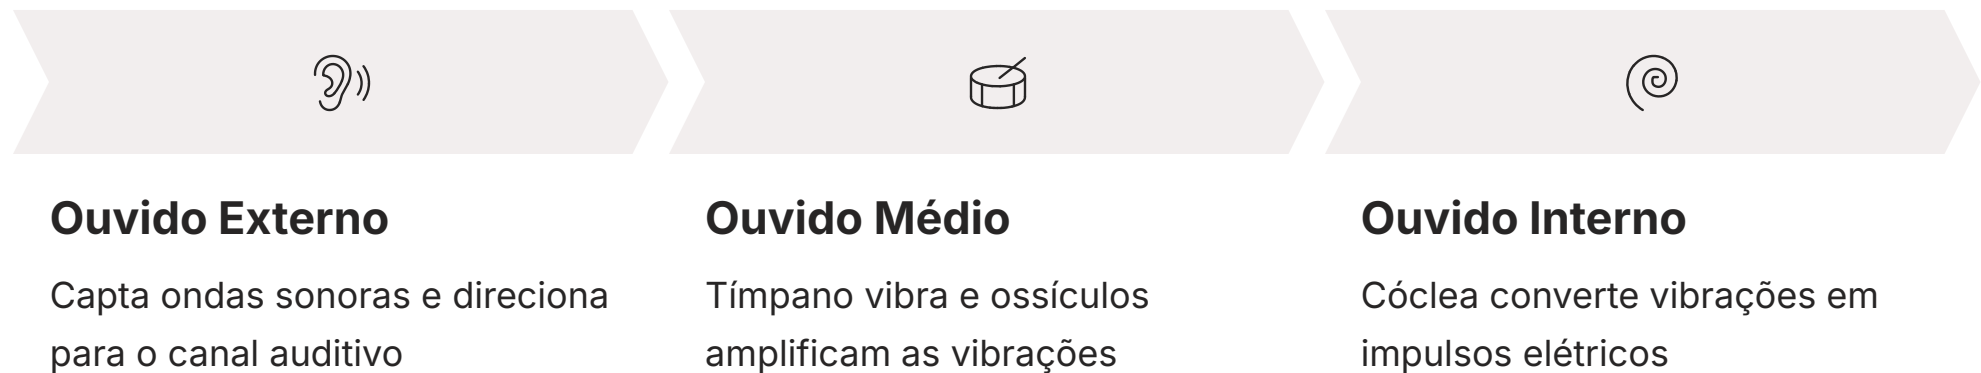 Ouvido Externo
Capta ondas sonoras e direciona
para o canal auditivo
Ouvido Médio
Tímpano vibra e ossículos
amplificam as vibrações
Ouvido Interno
Cóclea converte vibrações em
impulsos elétricos